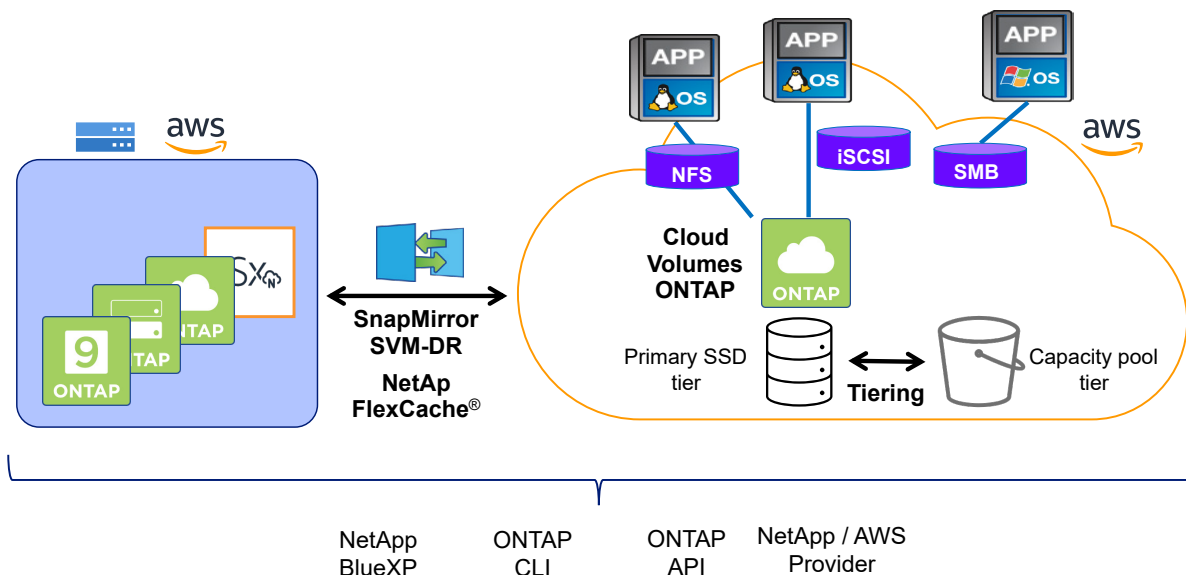 APP
OS
APP
OS
APP
OS
aws
aws
NFS
iSCSI
SMB
Cloud
Volumes
ONTAP
ONTAP
SX
N
NTAP
TAP
9
ONTAP
SnapMirror
SVM-DR
NetAp
FlexCache®
Primary SSD
tier
Tiering
Capacity pool
tier
NetApp
BlueXP
ONTAP
CLI
ONTAP
API
NetApp / AWS
Provider